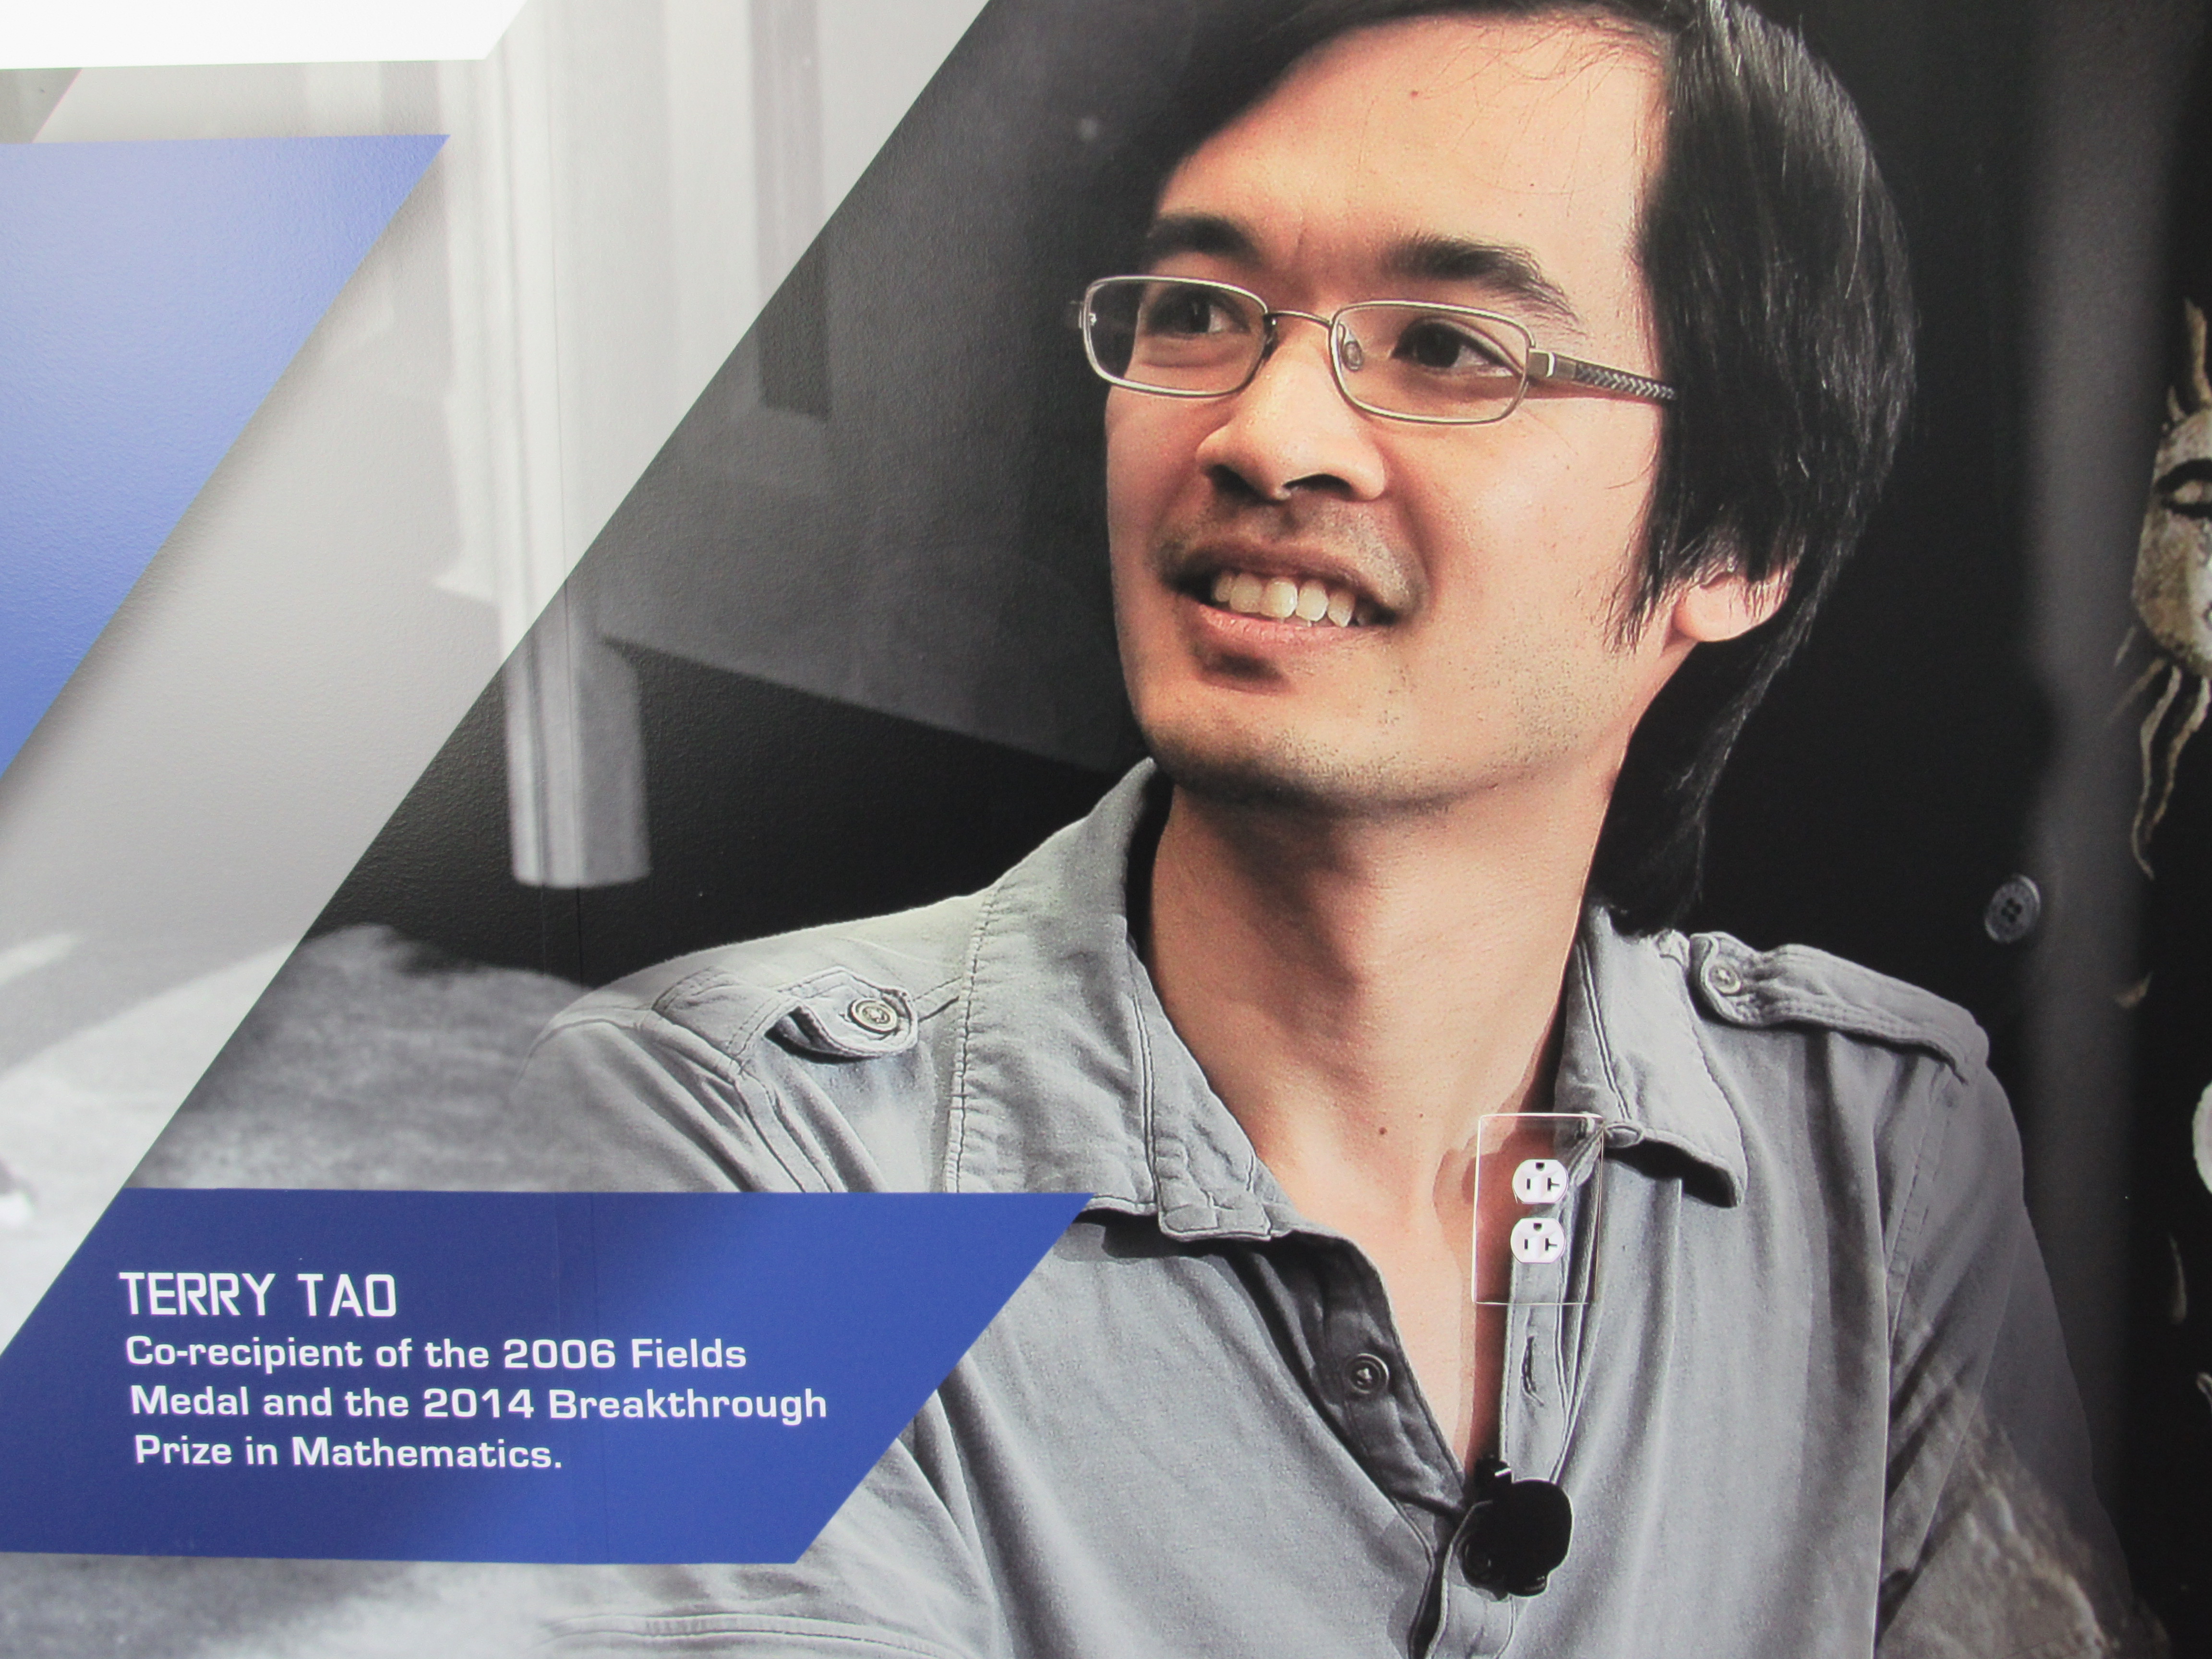 TERRY TAO
Co-recipient of the 2006 Fields
Medal and the 2014 Breakthrough
Prize in Mathematics.